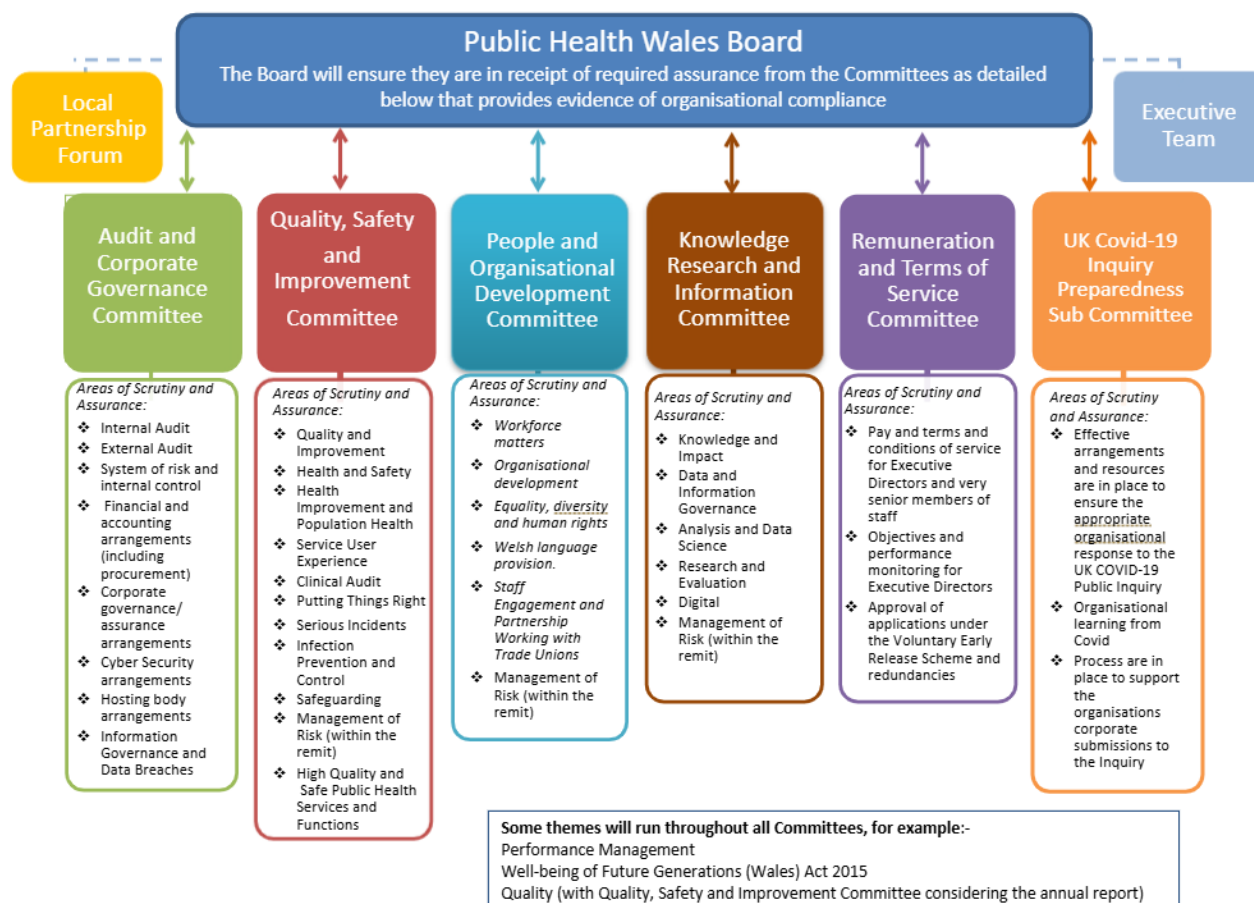 Public Health Wales Board
The Board will ensure they are in receipt of required assurance from the Committees as detailed
below that provides evidence of organisational compliance
Local
Partnership
Forum
Executive
Team
Audit and
Corporate
Governance
Committee
Areas of Scrutiny and
Assurance:
❖ Internal Audit
❖ External Audit
❖ System of risk and
internal control
❖ Financial and
accounting
arrangements
(including
procurement)
❖ Corporate
governance/
assurance
arrangements
❖ Cyber Security
arrangements
❖ Hosting body
arrangements
❖ Information
Governance and
Data Breaches
Quality, Safety
and
Improvement
Committee
Areas of Scrutiny and
Assurance:
❖ Quality and
Improvement
❖ Health and Safety
❖ Health
Improvement and
Population Health
❖ Service User
Experience
❖ Clinical Audit
❖ Putting Things Right
❖ Serious Incidents
❖ Infection
Prevention and
Control
❖ Safeguarding
❖ Management of
Risk (within the
remit)
❖ High Quality and
Safe Public Health
Services and
Functions
People and
Organisational
Development
Committee
Areas of Scrutiny and
Assurance:
❖ Workforce
matters
❖ Organisational
development
❖ Equality, diversity
and human rights
❖ Welsh language
provision.
❖ Staff
Engagement and
Partnership
Working with
Trade Unions
❖ Management of
Risk (within the
remit)
Knowledge
Research and
Information
Committee
Areas of Scrutiny and
Assurance:
❖ Knowledge and
Impact
❖ Data and
Information
Governance
❖ Analysis and Data
Science
❖ Research and
Evaluation
❖ Digital
❖ Management of
Risk (within the
remit)
Remuneration
and Terms of
Service
Committee
Areas of Scrutiny and
Assurance:
❖ Pay and terms and
conditions of service
for Executive
Directors and very
senior members of
staff
❖ Objectives and
performance
monitoring for
Executive Directors
❖ Approval of
applications under
the Voluntary Early
Release Scheme and
redundancies
UK Covid-19
Inquiry
Preparedness
Sub Committee
Areas of Scrutiny
and Assurance:
❖ Effective
arrangements
and resources
are in place to
ensure the
appropriate
organisational
response to the
UK COVID-19
Public Inquiry
❖ Organisational
learning from
Covid
❖ Process are in
place to support
the
organisations
corporate
submissions to
the Inquiry
Some themes will run throughout all Committees, for example:-
Performance Management
Well-being of Future Generations (Wales) Act 2015
Quality (with Quality, Safety and Improvement Committee considering the annual report)